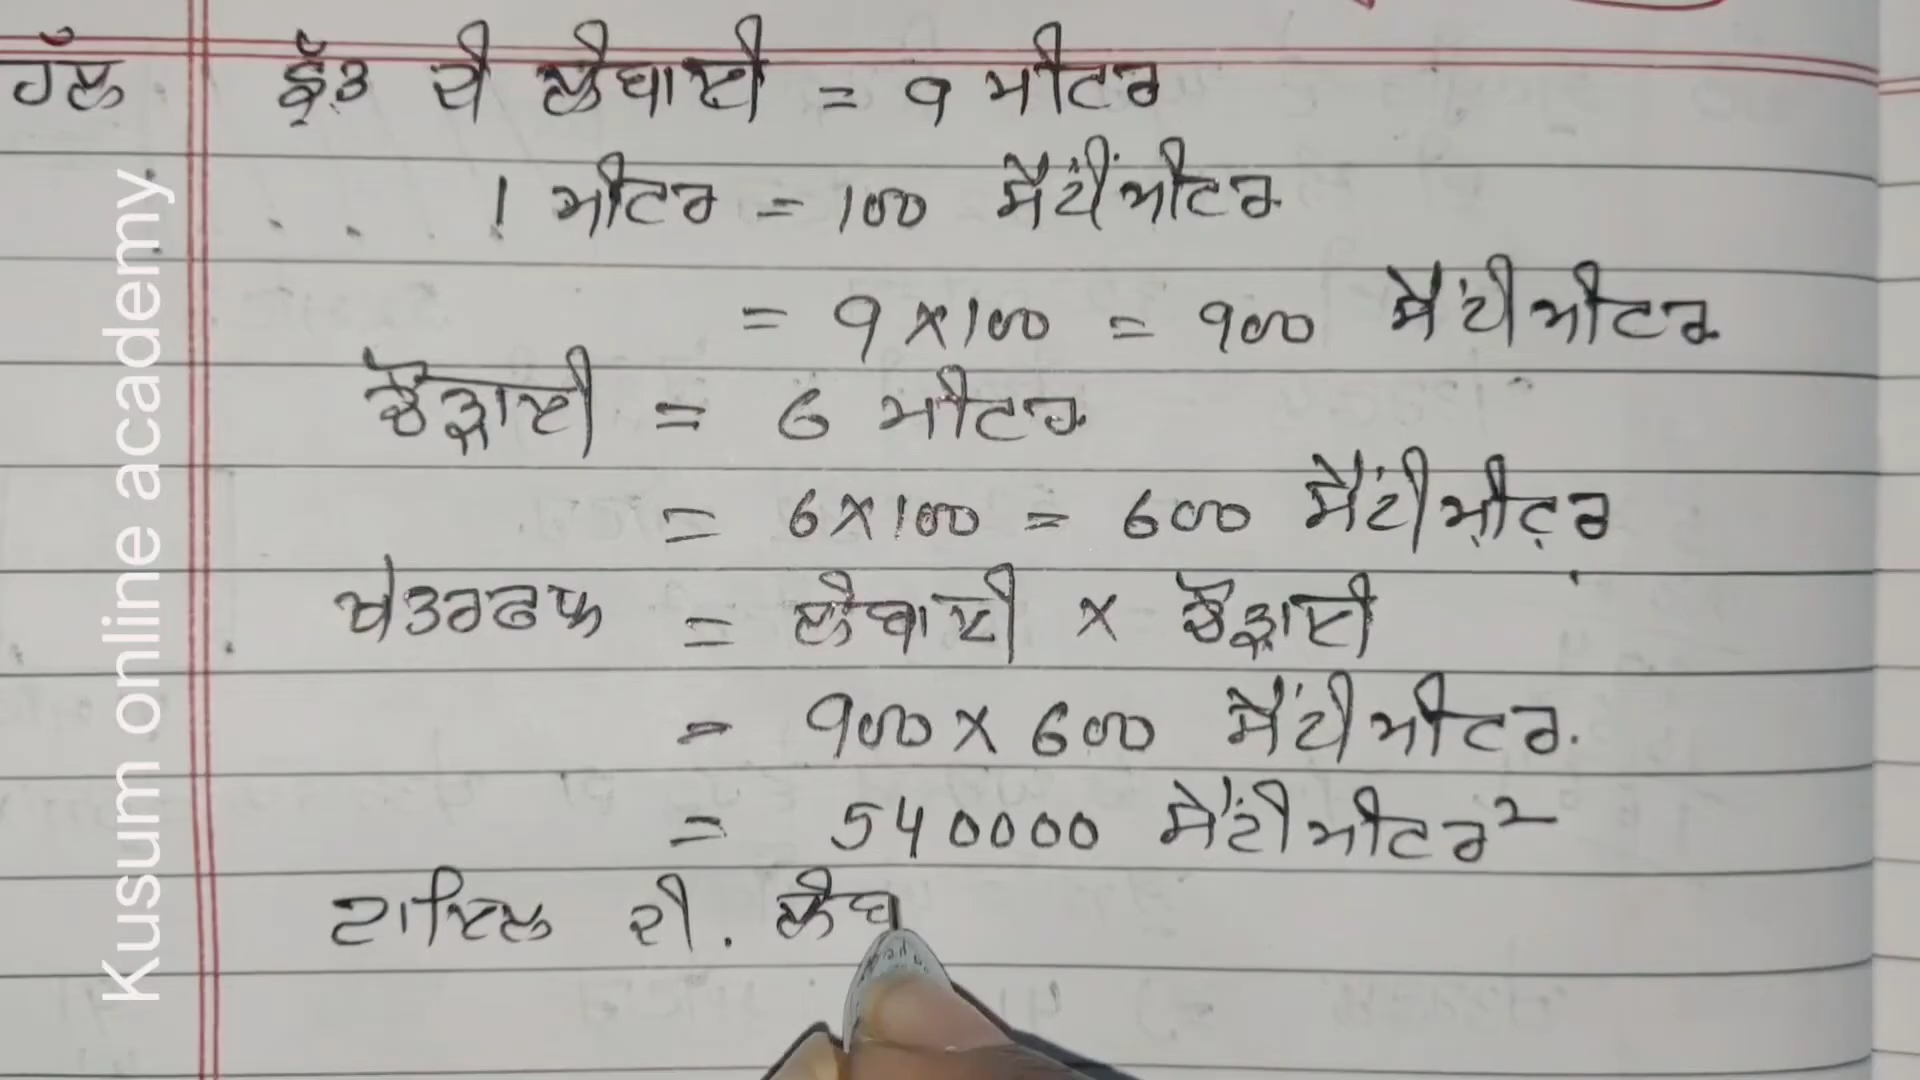 ਹੱਲ ਛੱਤ ਦੀ ਲੰਬਾਈ = 9 ਮੀਟਰ
1 ਮੀਟਰ = 100 ਸੈਂਟੀਮੀਟਰ
= 9 × 100 = 900 ਸੈਂਟੀਮੀਟਰ
ਚੌੜਾਈ = 6 ਮੀਟਰ
= 6 × 100 = 600 ਸੈਂਟੀਮੀਟਰ
ਖੇਤਰਫਲ = ਲੰਬਾਈ × ਚੌੜਾਈ
= 900 × 600 ਸੈਂਟੀਮੀਟਰ.
= 540000 ਸੈਂਟੀਮੀਟਰ²
ਟਾਇਲ ਦੀ. ਲੰਬ
Kusum online academy